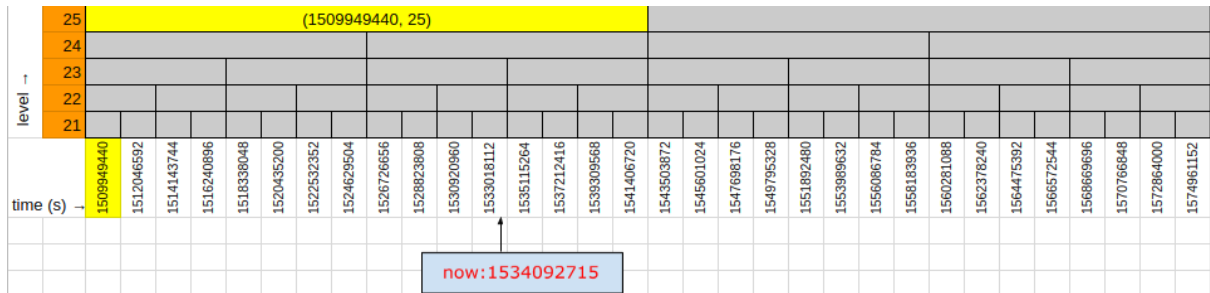 25 (1509949440, 25)
24
23
22
21
level →
time (s) → 1509949440 1512046592 1514143744 1516240896 1518338048 1520435200 1522532352 1524629504 1526726656 1528823808 1530920960 1533018112 1535115264 1537212416 1539309568 1541406720 1543503872 1545601024 1547698176 1549795328 1551892480 1553989632 1556086784 1558183936 1560281088 1562378240 1564475392 1566572544 1568669696 1570766848 1572864000 1574961152
now:1534092715